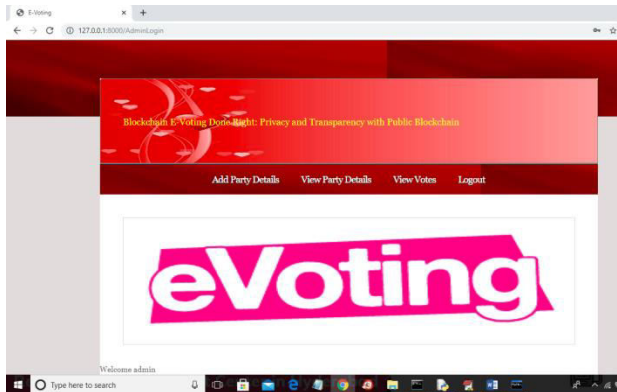 E-Voting
127.0.0.1:8000/AdminLogin
Blockchain E-Voting Done Right: Privacy and Transparency with Public Blockchain
Add Party Details View Party Details View Votes Logout
eVoting
Welcome admin
Type here to search